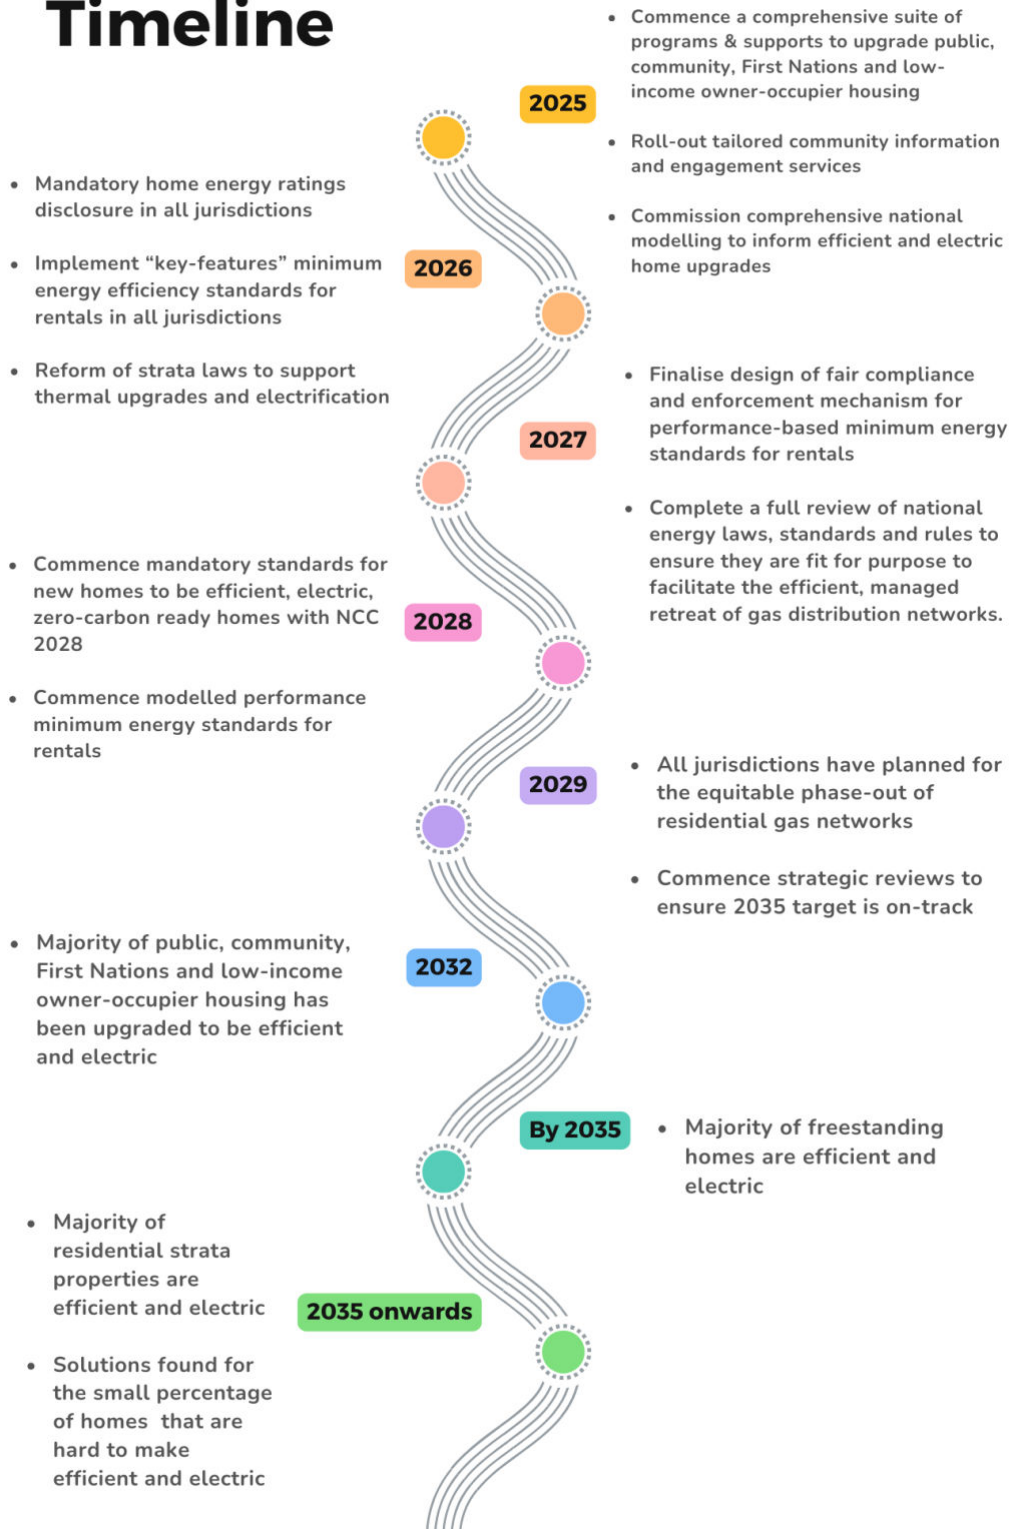 Timeline
2025
• Commence a comprehensive suite of
programs & supports to upgrade public,
community, First Nations and low-
income owner-occupier housing
• Roll-out tailored community information
and engagement services
• Commission comprehensive national
modelling to inform efficient and electric
home upgrades
2026
• Mandatory home energy ratings
disclosure in all jurisdictions
• Implement “key-features” minimum
energy efficiency standards for
rentals in all jurisdictions
• Reform of strata laws to support
thermal upgrades and electrification
2027
• Finalise design of fair compliance
and enforcement mechanism for
performance-based minimum energy
standards for rentals
• Complete a full review of national
energy laws, standards and rules to
ensure they are fit for purpose to
facilitate the efficient, managed
retreat of gas distribution networks.
2028
• Commence mandatory standards for
new homes to be efficient, electric,
zero-carbon ready homes with NCC
2028
• Commence modelled performance
minimum energy standards for
rentals
2029
• All jurisdictions have planned for
the equitable phase-out of
residential gas networks
• Commence strategic reviews to
ensure 2035 target is on-track
2032
• Majority of public, community,
First Nations and low-income
owner-occupier housing has
been upgraded to be efficient
and electric
By 2035
• Majority of freestanding
homes are efficient and
electric
2035 onwards
• Majority of
residential strata
properties are
efficient and electric
• Solutions found for
the small percentage
of homes that are
hard to make
efficient and electric